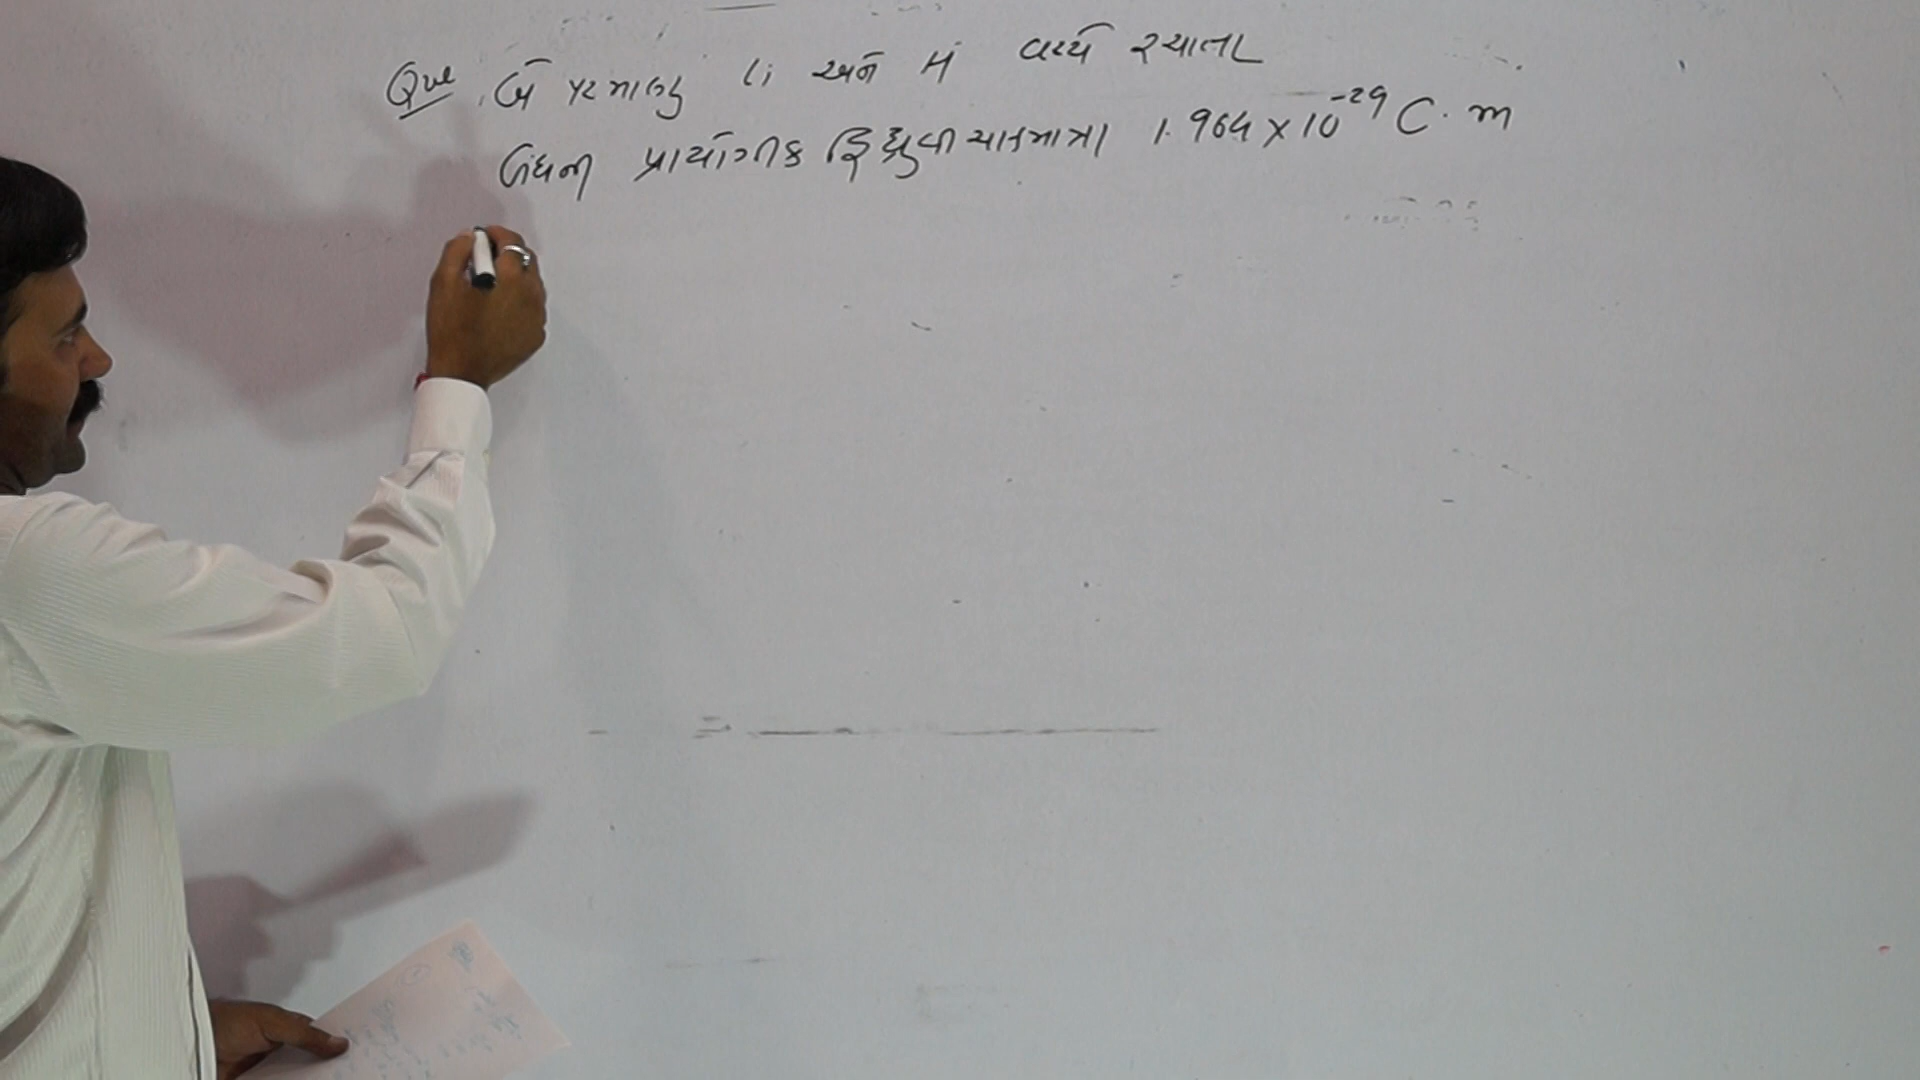 Que બે પરમાણુ Li અને H વચ્ચે રચાતા
બંધની પ્રાયોગીક દ્વિધ્રુવી ચાકમાત્રા 1.964 × 10⁻²⁹ C·m